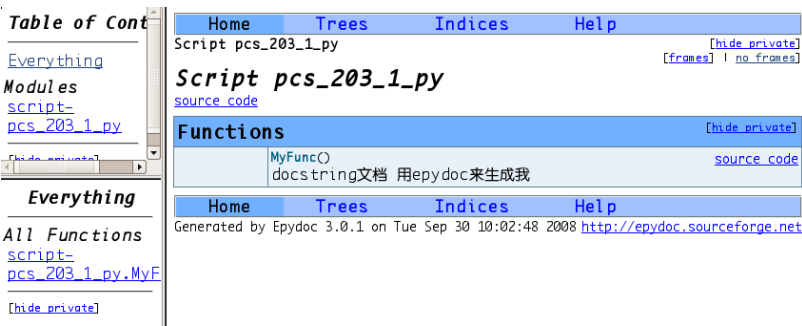 Table of Cont
Everything
Modules
script-
pcs_203_1_py
[hide private]
Everything
All Functions
script-
pcs_203_1_py.MyF
[hide private]
Home Trees Indices Help
Script pcs_203_1_py
[hide private]
[frames] | no frames]
Script pcs_203_1_py
source code
Functions
[hide private]
MyFunc()
source code
docstring文档 用epydoc来生成我
Home Trees Indices Help
Generated by Epydoc 3.0.1 on Tue Sep 30 10:02:48 2008 http://epydoc.sourceforge.net